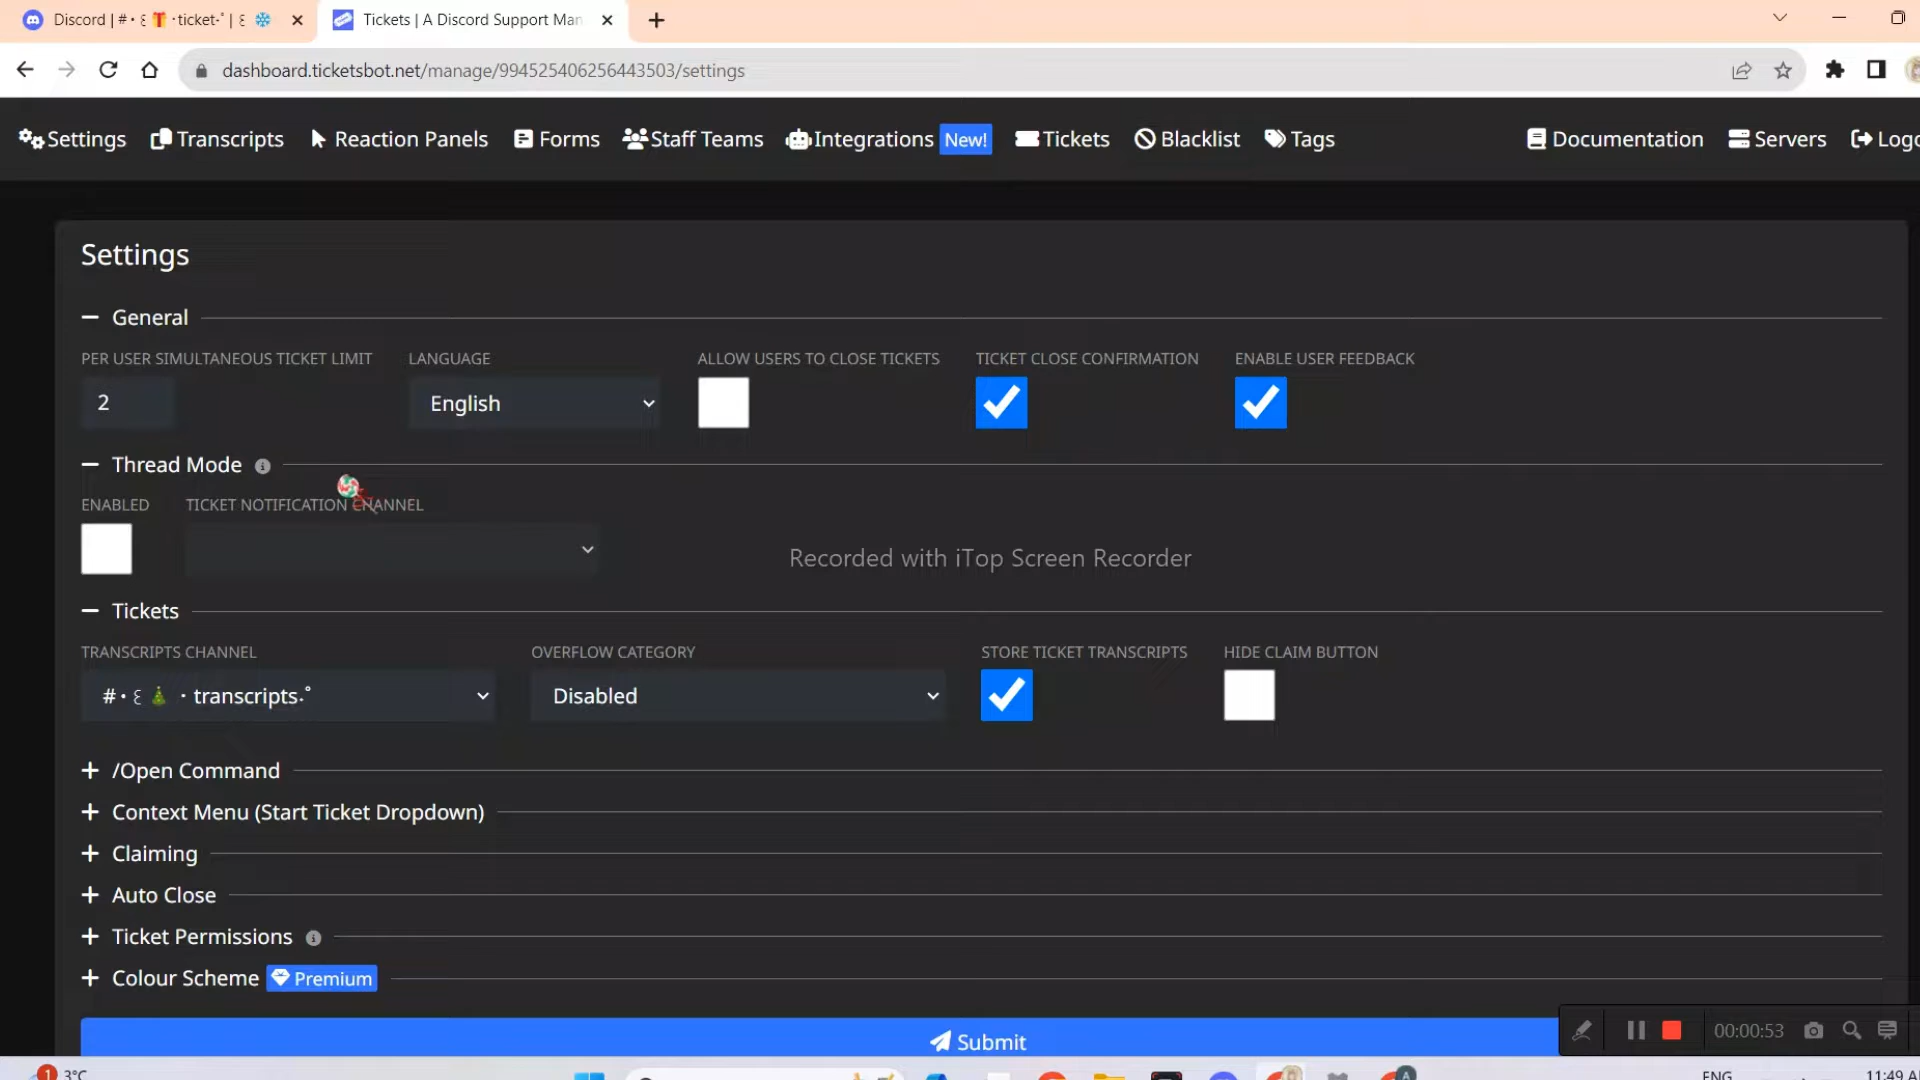 Discord | # • ꒰ 🎁 ·ticket-˚ | ꒰ ❄
Tickets | A Discord Support Man
dashboard.ticketsbot.net/manage/994525406256443503/settings
Settings Transcripts Reaction Panels Forms Staff Teams Integrations New! Tickets Blacklist Tags Documentation Servers Logo
Settings
General
PER USER SIMULTANEOUS TICKET LIMIT LANGUAGE ALLOW USERS TO CLOSE TICKETS TICKET CLOSE CONFIRMATION ENABLE USER FEEDBACK
2 English
Thread Mode
ENABLED TICKET NOTIFICATION CHANNEL
Recorded with iTop Screen Recorder
Tickets
TRANSCRIPTS CHANNEL OVERFLOW CATEGORY STORE TICKET TRANSCRIPTS HIDE CLAIM BUTTON
# • ꒰ 🎄 · transcripts.˚ Disabled
/Open Command
Context Menu (Start Ticket Dropdown)
Claiming
Auto Close
Ticket Permissions
Colour Scheme Premium
Submit
00:00:53
1 3°C
ENG 11:49 A